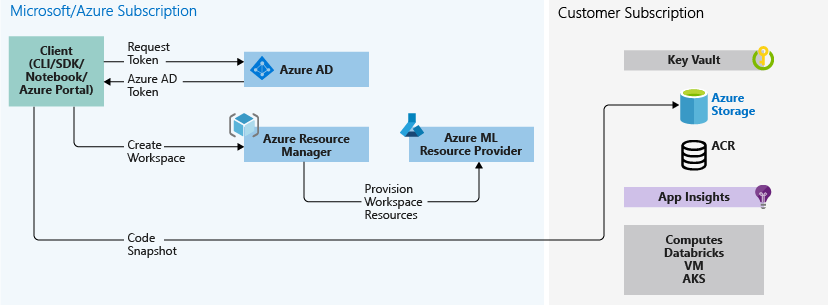 Microsoft/Azure Subscription
Customer Subscription
Client
(CLI/SDK/
Notebook/
Azure Portal)
Request
Token
Azure AD
Token
Azure AD
Create
Workspace
Azure Resource
Manager
Azure ML
Resource Provider
Provision
Workspace
Resources
Code
Snapshot
Key Vault
Azure
Storage
ACR
App Insights
Computes
Databricks
VM
AKS